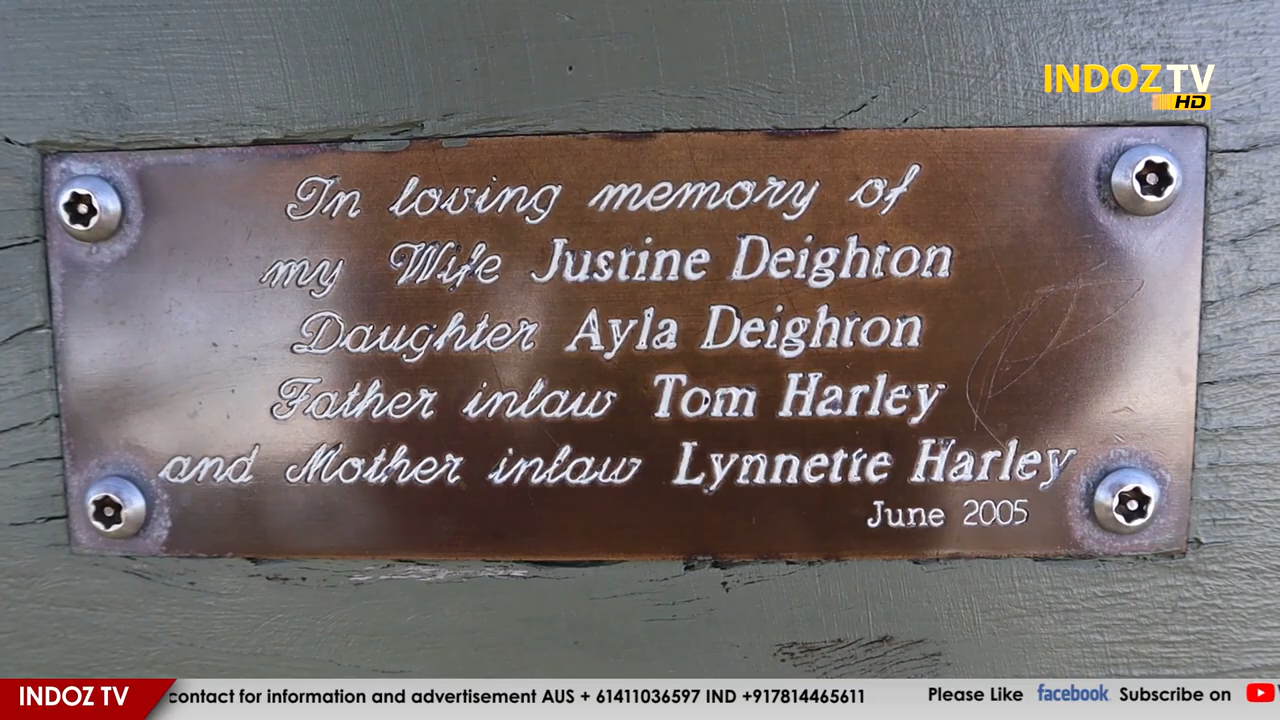 INDOZ TV
HD
In loving memory of
my Wife Justine Deighton
Daughter Ayla Deighton
Father inlaw Tom Harley
and Mother inlaw Lynnette Harley
June 2005
INDOZ TV contact for information and advertisement AUS + 61411036597 IND +917814465611 Please Like facebook Subscribe on